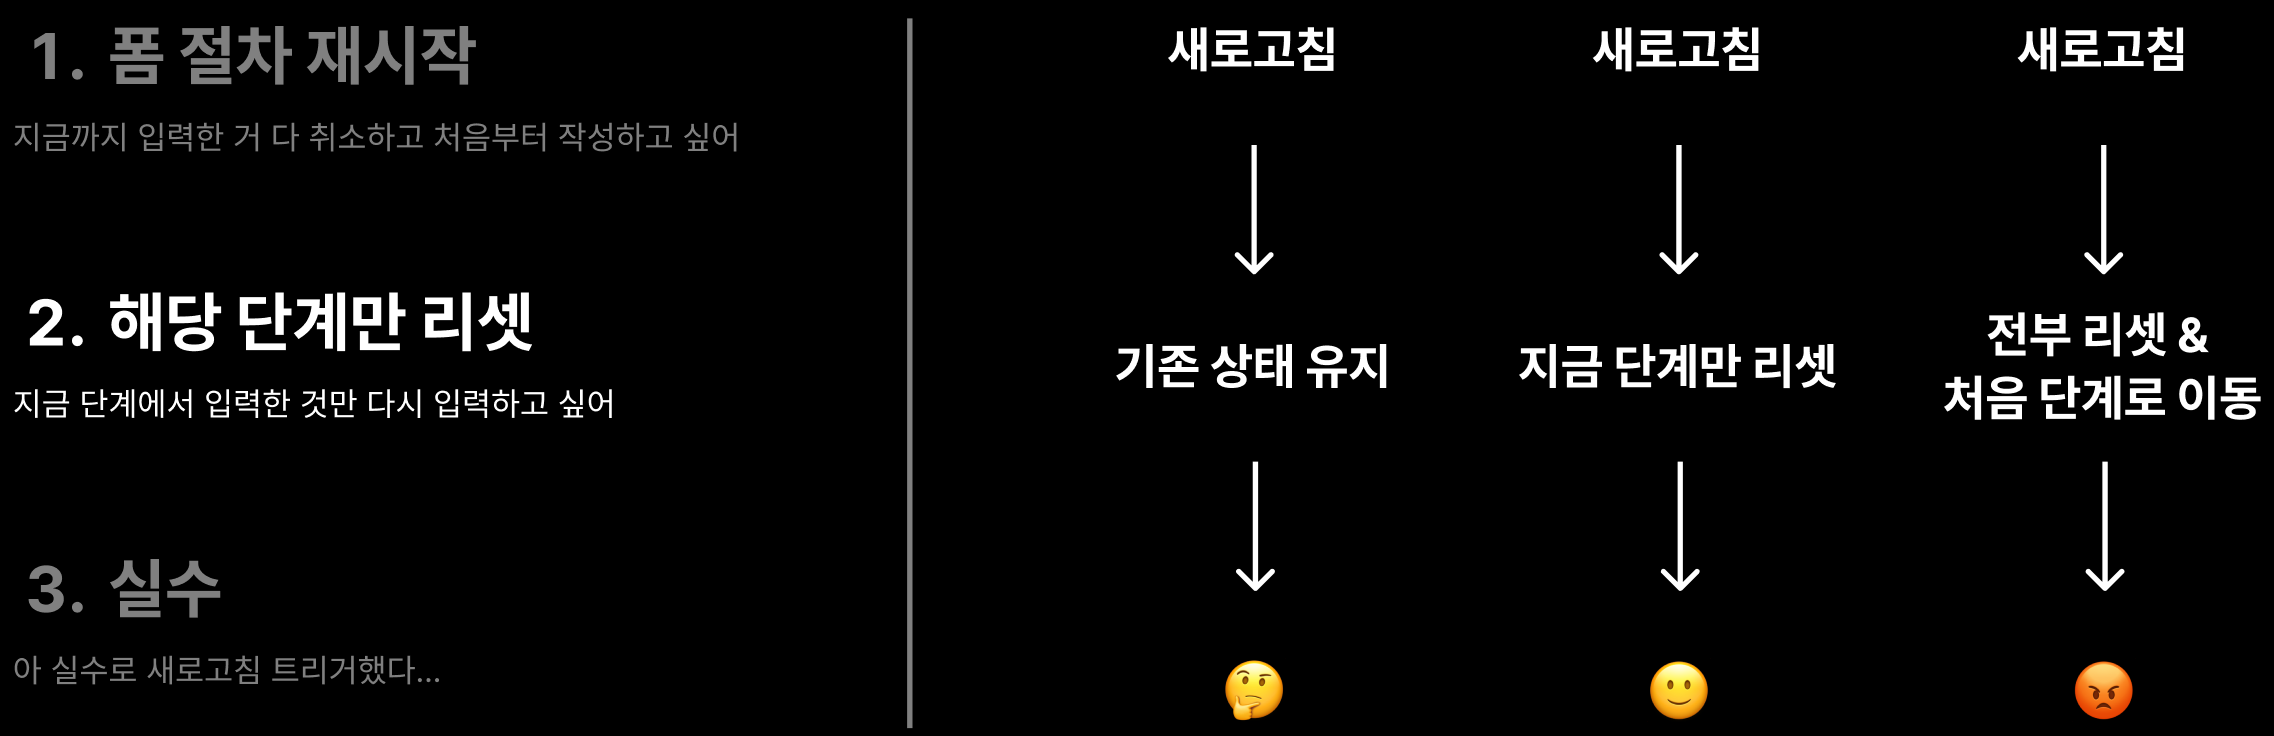 1. 폼 절차 재시작
지금까지 입력한 거 다 취소하고 처음부터 작성하고 싶어
2. 해당 단계만 리셋
지금 단계에서 입력한 것만 다시 입력하고 싶어
3. 실수
아 실수로 새로고침 트리거했다...
새로고침
기존 상태 유지
새로고침
지금 단계만 리셋
새로고침
전부 리셋 &
처음 단계로 이동